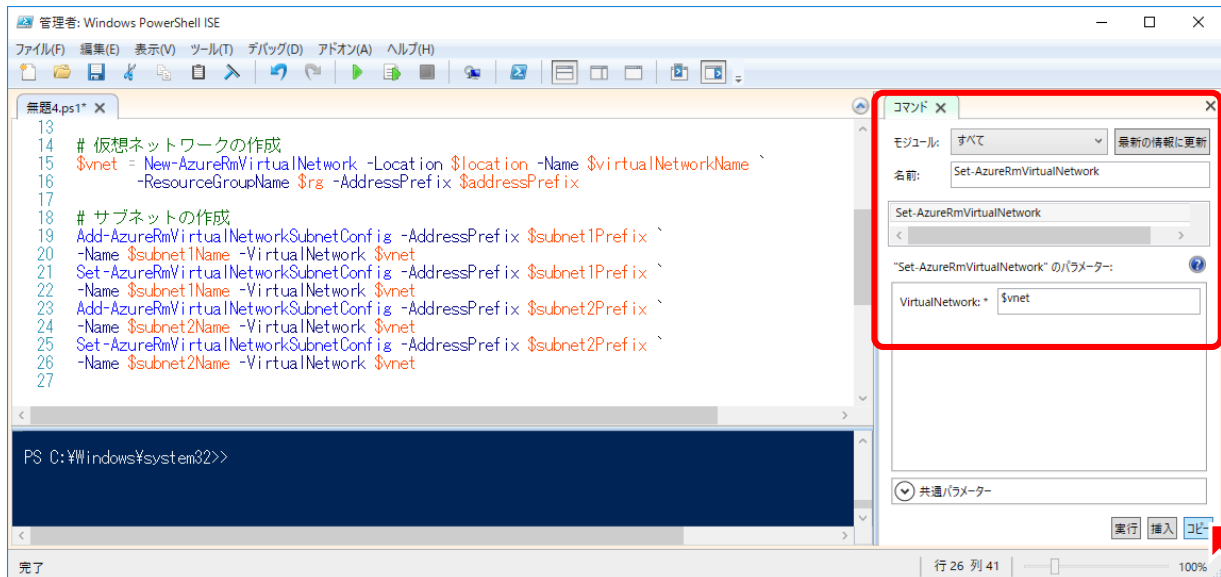 管理者: Windows PowerShell ISE
ファイル(F) 編集(E) 表示(V) ツール(T) デバッグ(D) アドオン(A) ヘルプ(H)
無題4.ps1* X
13
14 # 仮想ネットワークの作成
15 $vnet = New-AzureRmVirtualNetwork -Location $location -Name $virtualNetworkName `
16 -ResourceGroupName $rg -AddressPrefix $addressPrefix
17
18 # サブネットの作成
19 Add-AzureRmVirtualNetworkSubnetConfig -AddressPrefix $subnet1Prefix `
20 -Name $subnet1Name -VirtualNetwork $vnet
21 Set-AzureRmVirtualNetworkSubnetConfig -AddressPrefix $subnet1Prefix `
22 -Name $subnet1Name -VirtualNetwork $vnet
23 Add-AzureRmVirtualNetworkSubnetConfig -AddressPrefix $subnet2Prefix `
24 -Name $subnet2Name -VirtualNetwork $vnet
25 Set-AzureRmVirtualNetworkSubnetConfig -AddressPrefix $subnet2Prefix `
26 -Name $subnet2Name -VirtualNetwork $vnet
27
PS C:¥Windows¥system32>>
コマンド X
モジュール: すべて 最新の情報に更新
名前: Set-AzureRmVirtualNetwork
Set-AzureRmVirtualNetwork
"Set-AzureRmVirtualNetwork" のパラメーター:
VirtualNetwork: * $vnet
共通パラメーター
実行 挿入 コピー
完了 行 26 列 41 100%